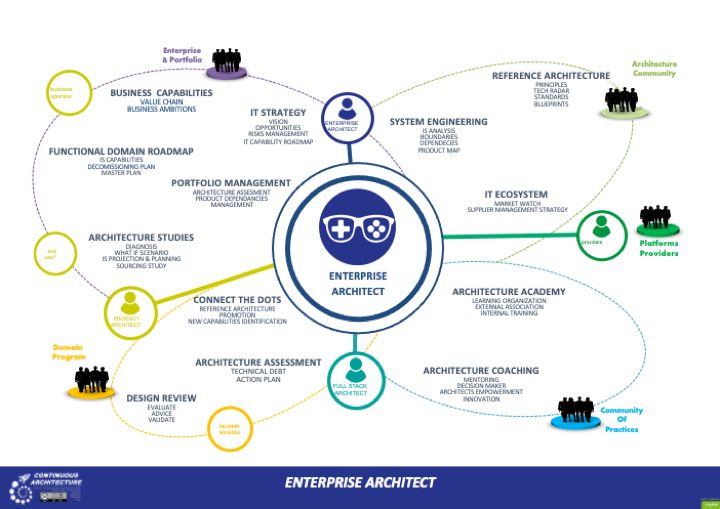 Enterprise
& Portfolio
Architecture
Community
business
sponsor
BUSINESS CAPABILITIES
VALUE CHAIN
BUSINESS AMBITIONS
REFERENCE ARCHITECTURE
PRINCIPLES
TECH RADAR
STANDARDS
BLUEPRINTS
IT STRATEGY
VISION
OPPORTUNITIES
RISKS MANAGEMENT
IT CAPABILITY ROADMAP
ENTERPRISE
ARCHITECT
SYSTEM ENGINEERING
IS ANALYSIS
BOUNDARIES
DEPENDECIES
PRODUCT MAP
FUNCTIONAL DOMAIN ROADMAP
IS CAPABILITIES
DECOMISSIONING PLAN
MASTER PLAN
PORTFOLIO MANAGEMENT
ARCHITECTURE ASSESMENT
PRODUCT DEPENDANCIES
MANAGEMENT
IT ECOSYSTEM
MARKET WATCH
SUPPLIER MANAGEMENT STRATEGY
ARCHITECTURE STUDIES
DIAGNOSIS
WHAT IF SCENARIO
IS PROJECTION & PLANNING
SOURCING STUDY
providers
Platforms
Providers
ENTERPRISE
ARCHITECT
CONNECT THE DOTS
REFERENCE ARCHITECTURE
PROMOTION
NEW CAPABILITIES IDENTIFICATION
PRODUCT
ARCHITECT
ARCHITECTURE ACADEMY
LEARNING ORGANIZATION
EXTERNAL ASSOCIATION
INTERNAL TRAINING
Domain
Program
ARCHITECTURE ASSESSMENT
TECHNICAL DEBT
ACTION PLAN
FULL STACK
ARCHITECT
ARCHITECTURE COACHING
MENTORING
DECISION MAKER
ARCHITECTS EMPOWERMENT
INNOVATION
DESIGN REVIEW
EVALUATE
ADVICE
VALIDATE
Community
Of
Practices
CONTINUOUS
ARCHITECTURE
ENTERPRISE ARCHITECT